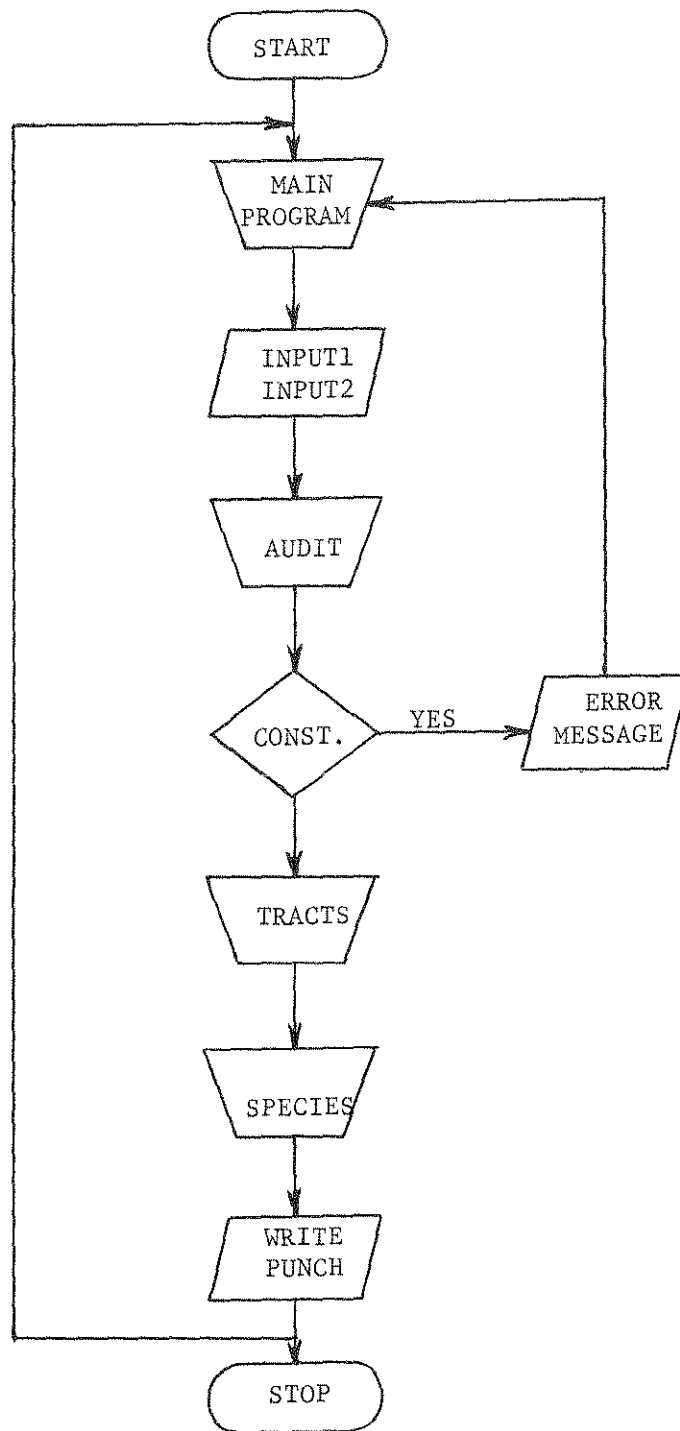 START
MAIN
PROGRAM
INPUT1
INPUT2
AUDIT
CONST.
YES
ERROR
MESSAGE
TRACTS
SPECIES
WRITE
PUNCH
STOP